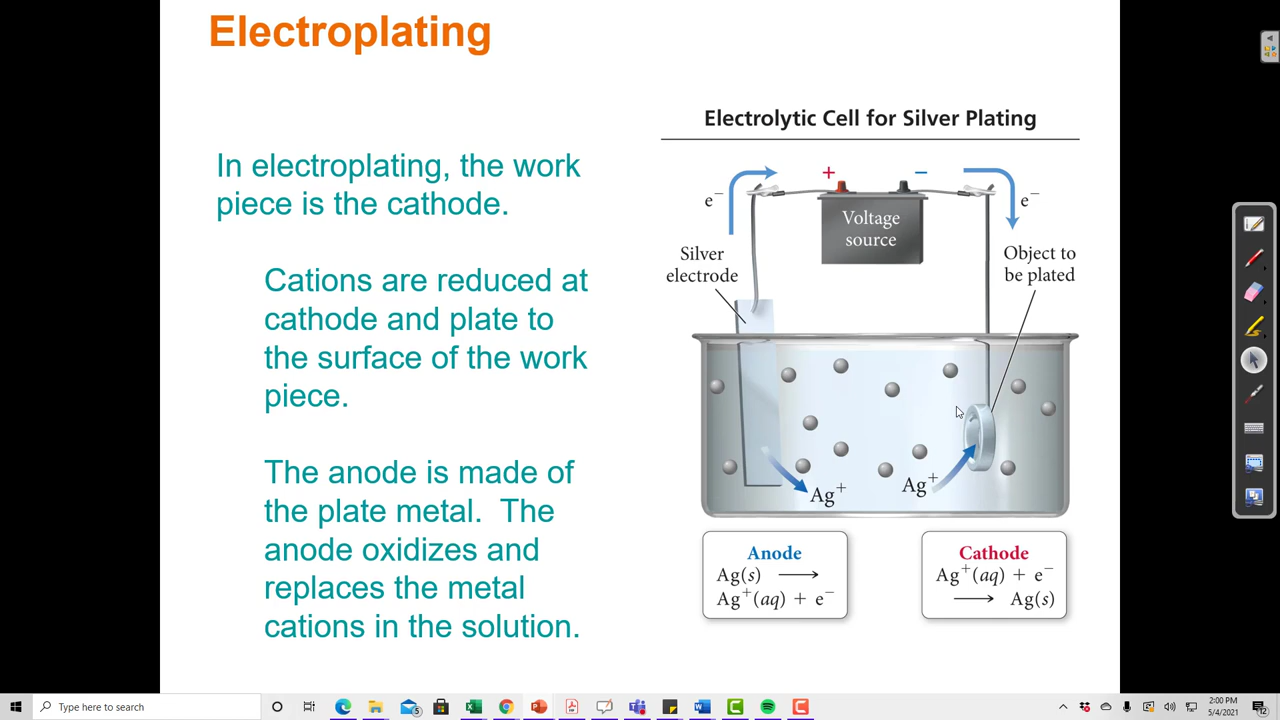 Electroplating
In electroplating, the work
piece is the cathode.
Cations are reduced at
cathode and plate to
the surface of the work
piece.
The anode is made of
the plate metal.  The
anode oxidizes and
replaces the metal
cations in the solution.
Electrolytic Cell for Silver Plating
+ −
e⁻ e⁻
Voltage
source
Silver
electrode
Object to
be plated
Ag⁺ Ag⁺
Anode
Ag(s) ⟶
Ag⁺(aq) + e⁻
Cathode
Ag⁺(aq) + e⁻
⟶ Ag(s)
Type here to search
5
2:00 PM
5/4/2021
12